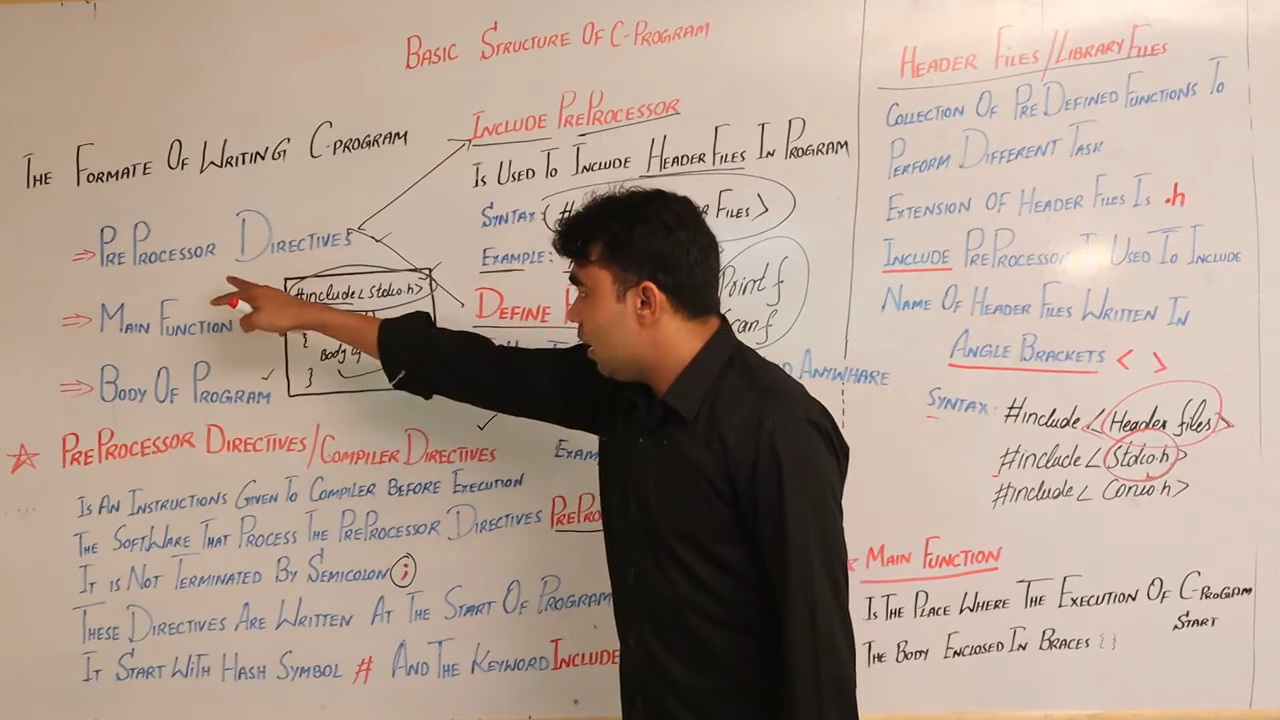 BASIC STRUCTURE OF C-PROGRAM
THE FORMATE OF WRITING C-PROGRAM
⇒ PREPROCESSOR DIRECTIVES
⇒ MAIN FUNCTION
⇒ BODY OF PROGRAM
#include<Stdio.h>
{
Body of
}
☆ PREPROCESSOR DIRECTIVES/COMPILER DIRECTIVES
IS AN INSTRUCTIONS GIVEN TO COMPILER BEFORE EXECUTION
THE SOFTWARE THAT PROCESS THE PREPROCESSOR DIRECTIVES
IT IS NOT TERMINATED BY SEMICOLON ;
THESE DIRECTIVES ARE WRITTEN AT THE START OF PROGRAM
IT START WITH HASH SYMBOL # AND THE KEYWORD INCLUDE
INCLUDE PREPROCESSOR
IS USED TO INCLUDE HEADER FILES IN PROGRAM
SYNTAX: FILES>
EXAMPLE: Printf
DEFINE
ANYWHARE
HEADER FILES/LIBRARY FILES
COLLECTION OF PREDEFINED FUNCTIONS TO
PERFORM DIFFERENT TASK
EXTENSION OF HEADER FILES IS .h
INCLUDE PREPROCESSOR IS USED TO INCLUDE
NAME OF HEADER FILES WRITTEN IN
ANGLE BRACKETS < >
SYNTAX: #include<Header files>
#include<Stdio.h>
#include<Conio.h>
MAIN FUNCTION
IS THE PLACE WHERE THE EXECUTION OF C-PROGRAM
START
THE BODY ENCLOSED IN BRACES { }